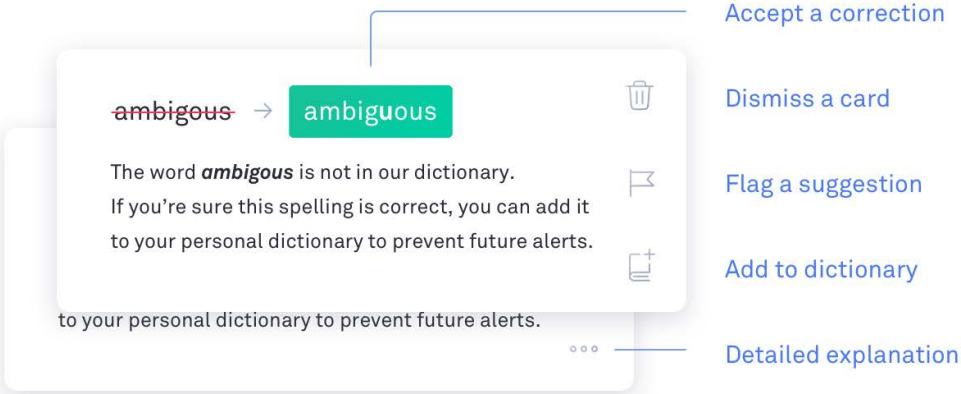 Accept a correction
ambigous → ambiguous
Dismiss a card
The word ambigous is not in our dictionary.
If you’re sure this spelling is correct, you can add it
to your personal dictionary to prevent future alerts.
Flag a suggestion
Add to dictionary
to your personal dictionary to prevent future alerts.
Detailed explanation